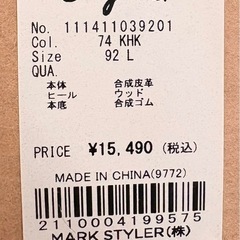 No. 111411039201
Col. 74 KHK
Size 92 L
QUA.
本体 合成皮革
ヒール ウッド
本底 合成ゴム
PRICE ¥15,490 (税込)
MADE IN CHINA(9772)
2110004199575
MARK STYLER(株)